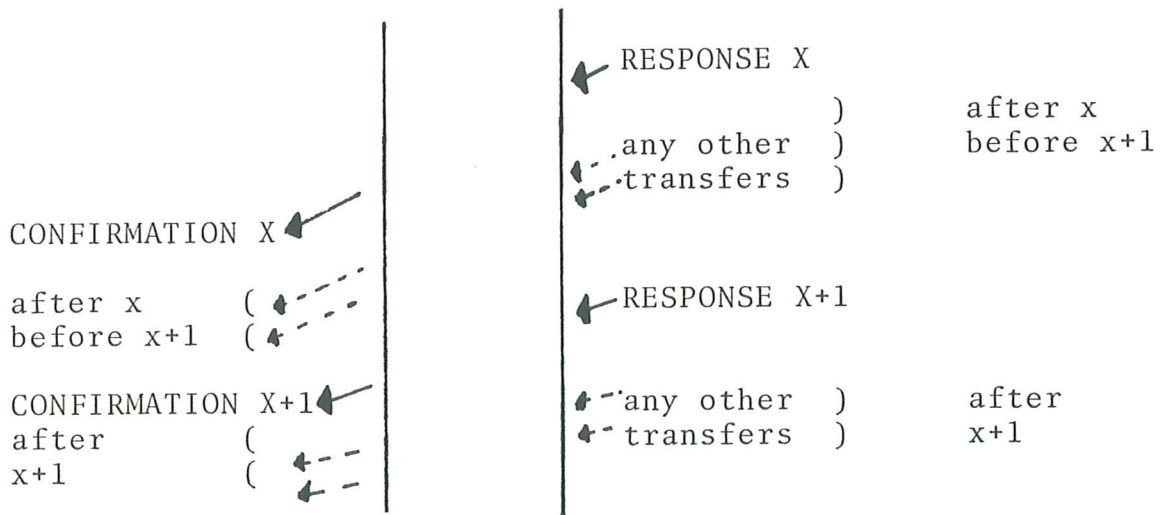 RESPONSE X
) after x
any other ) before x+1
transfers )
CONFIRMATION X
after x (
before x+1 (
RESPONSE X+1
CONFIRMATION X+1
any other ) after
after (
transfers ) x+1
x+1 (